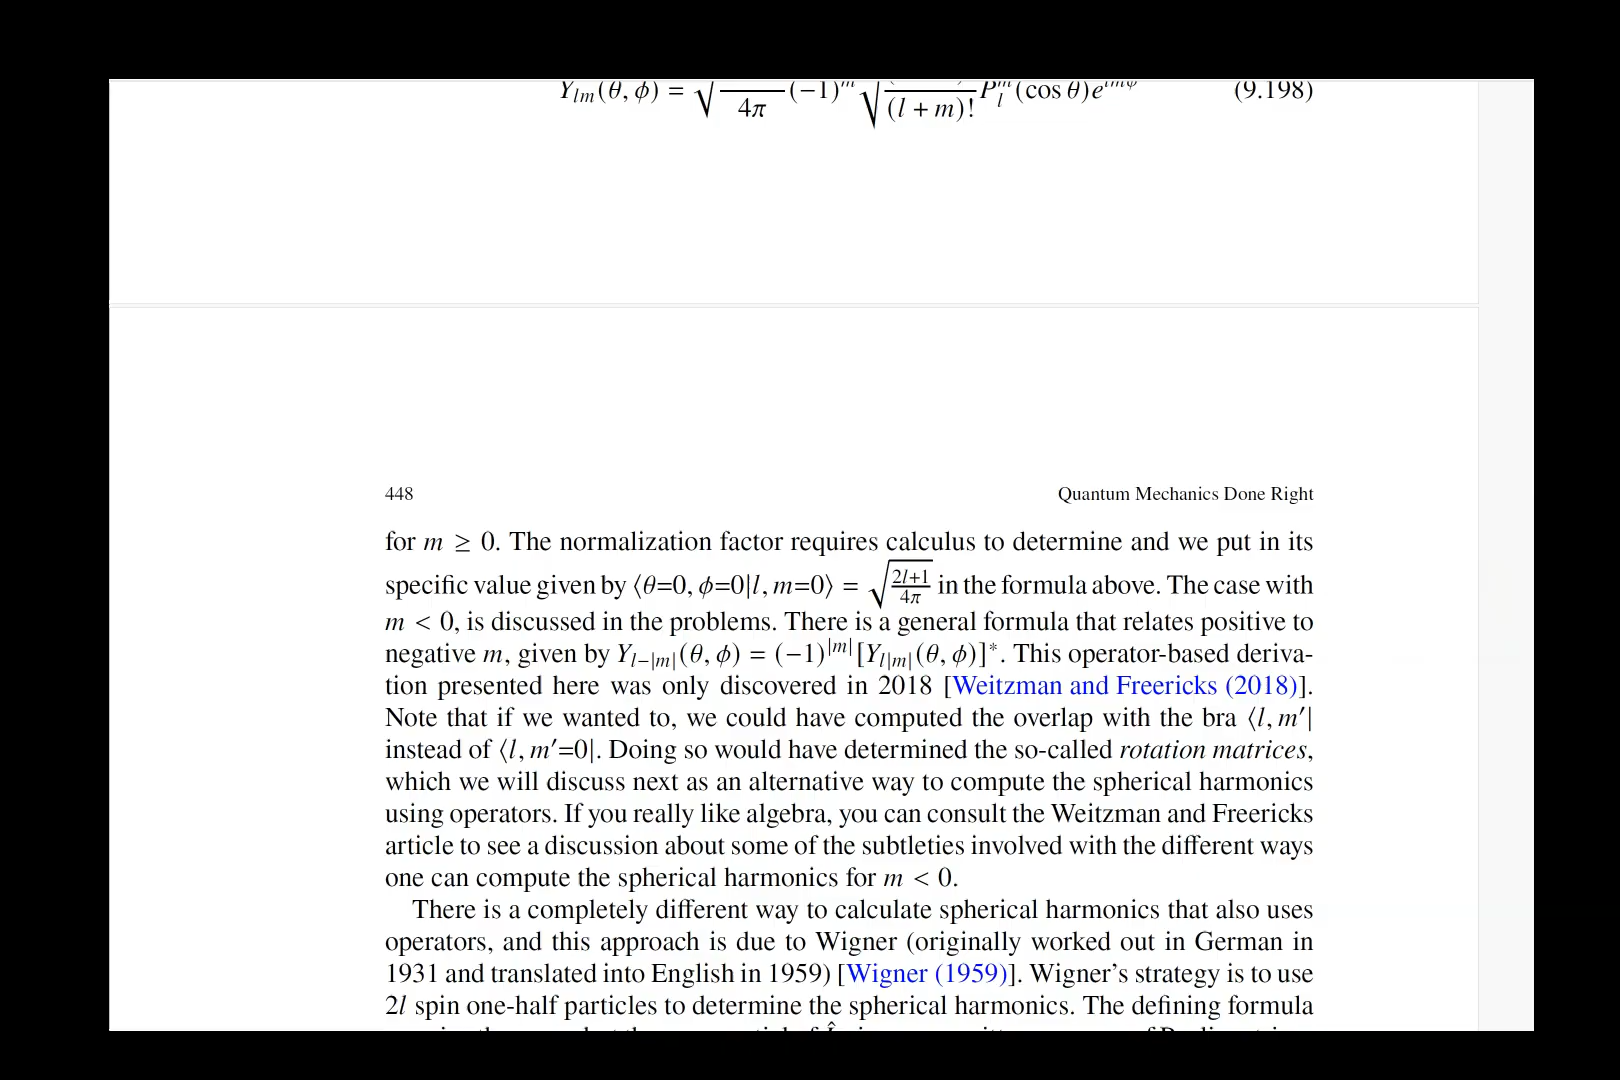 Yₗₘ(θ, ϕ) = √ 4π (−1)ᵐ √ (l + m)! Pₗᵐ(cos θ)eⁱᵐᵠ (9.198)
448 Quantum Mechanics Done Right
for m ≥ 0. The normalization factor requires calculus to determine and we put in its
specific value given by ⟨θ=0, ϕ=0|l, m=0⟩ = √(2l+1/4π) in the formula above. The case with
m < 0, is discussed in the problems. There is a general formula that relates positive to
negative m, given by Y_{l−|m|}(θ, ϕ) = (−1)^{|m|}[Y_{l|m|}(θ, ϕ)]*. This operator-based deriva-
tion presented here was only discovered in 2018 [Weitzman and Freericks (2018)].
Note that if we wanted to, we could have computed the overlap with the bra ⟨l, m′|
instead of ⟨l, m′=0|. Doing so would have determined the so-called rotation matrices,
which we will discuss next as an alternative way to compute the spherical harmonics
using operators. If you really like algebra, you can consult the Weitzman and Freericks
article to see a discussion about some of the subtleties involved with the different ways
one can compute the spherical harmonics for m < 0.
There is a completely different way to calculate spherical harmonics that also uses
operators, and this approach is due to Wigner (originally worked out in German in
1931 and translated into English in 1959) [Wigner (1959)]. Wigner's strategy is to use
2l spin one-half particles to determine the spherical harmonics. The defining formula